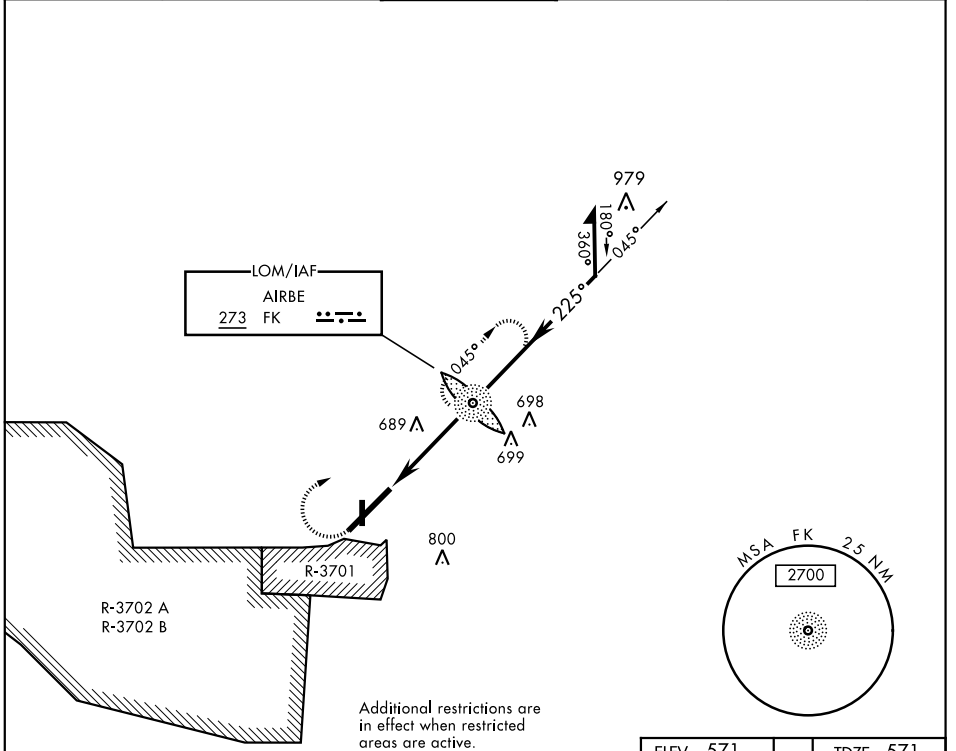 979
180°
360°
045°
225°
LOM/IAF
AIRBE
273 FK
045°
689
698
699
800
R-3701
R-3702 A
R-3702 B
MSA FK 25 NM
2700
Additional restrictions are
in effect when restricted
areas are active.
ELEV 571
TDZE 571